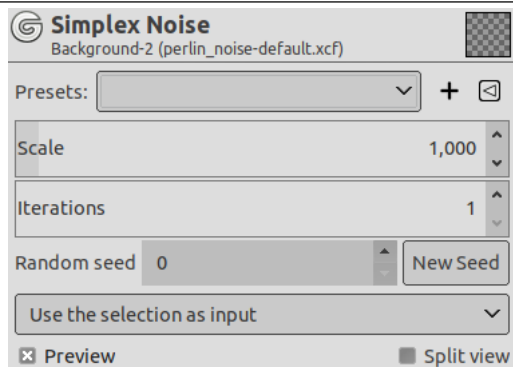 Simplex Noise
Background-2 (perlin_noise-default.xcf)
Presets:
Scale 1,000
Iterations 1
Random seed 0 New Seed
Use the selection as input
Preview Split view